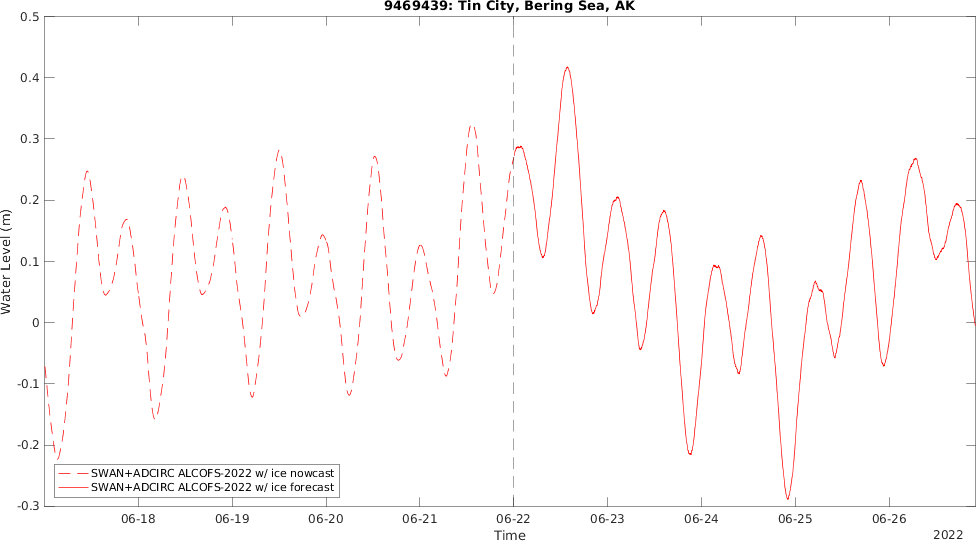 9469439: Tin City, Bering Sea, AK
0.5
0.4
0.3
0.2
0.1
0
-0.1
-0.2
-0.3
Water Level (m)
SWAN+ADCIRC ALCOFS-2022 w/ ice nowcast
SWAN+ADCIRC ALCOFS-2022 w/ ice forecast
06-18 06-19 06-20 06-21 06-22 06-23 06-24 06-25 06-26
Time
2022